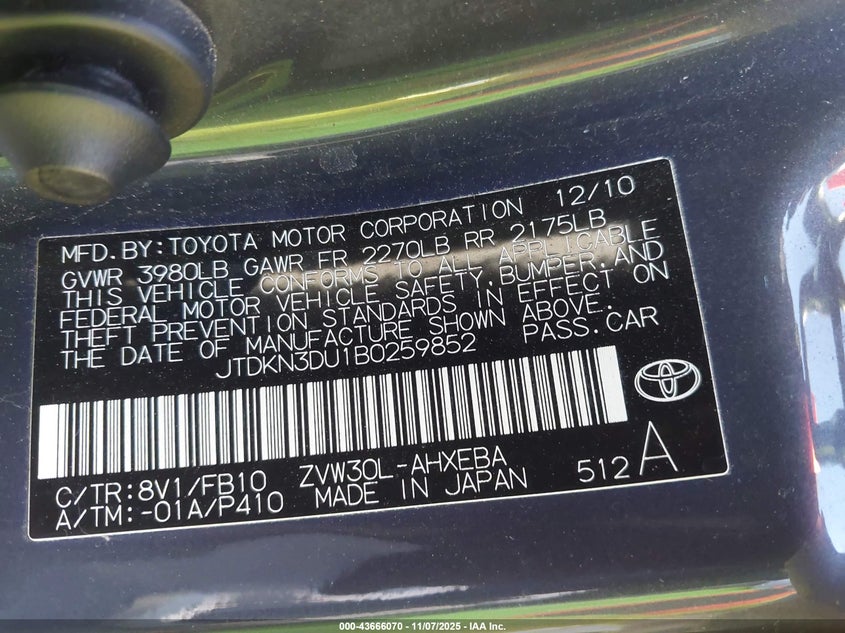 12/10
MFD. BY: TOYOTA MOTOR CORPORATION
GVWR 3980LB GAWR FR 2270LB RR 2175LB
THIS VEHICLE CONFORMS TO ALL APPLICABLE
FEDERAL MOTOR VEHICLE SAFETY, BUMPER, AND
THEFT PREVENTION STANDARDS IN EFFECT ON
THE DATE OF MANUFACTURE SHOWN ABOVE.
JTDKN3DU1B0259852 PASS. CAR
C/TR: 8V1/FB10 ZVW30L-AHXEBA
A/TM: -01A/P410 MADE IN JAPAN 512 A
000-43666070 - 11/07/2025 - IAA Inc.